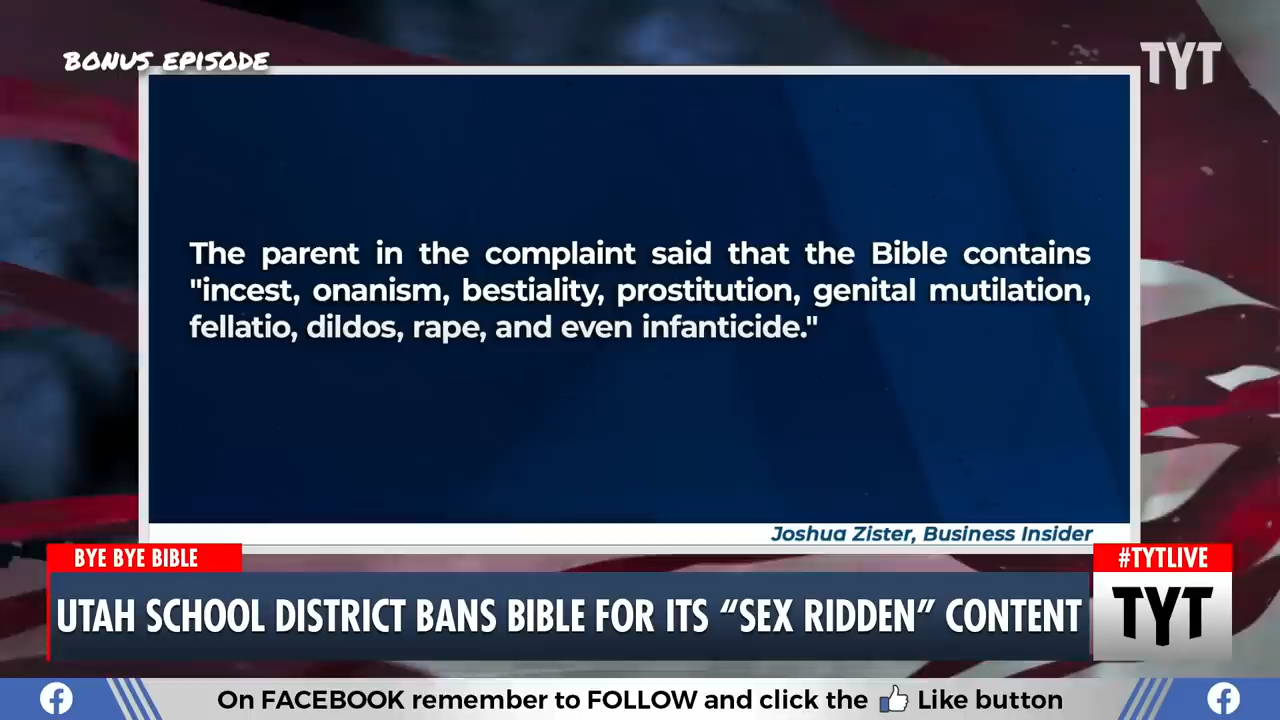 BONUS EPISODE
TYT
The parent in the complaint said that the Bible contains
"incest, onanism, bestiality, prostitution, genital mutilation,
fellatio, dildos, rape, and even infanticide."
Joshua Zister, Business Insider
BYE BYE BIBLE
#TYTLIVE
UTAH SCHOOL DISTRICT BANS BIBLE FOR ITS “SEX RIDDEN” CONTENT
TYT
On FACEBOOK remember to FOLLOW and click the Like button